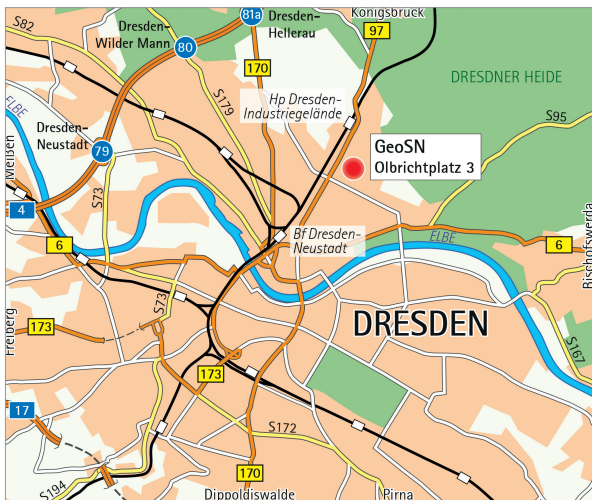 S82
Dresden-
Wilder Mann
80
81a
Dresden-
Hellerau
Königsbrück
97
170
DRESDNER HEIDE
S179
Hp Dresden-
Industriegelände
S95
ELBE
Dresden-
Neustadt
79
GeoSN
Olbrichtplatz 3
Meißen
S73
4
6
Bf Dresden-
Neustadt
ELBE
6
Bischofswerda
S73
173
Freiberg
DRESDEN
S167
173
17
S172
170
S194
Dippoldiswalde
Pirna